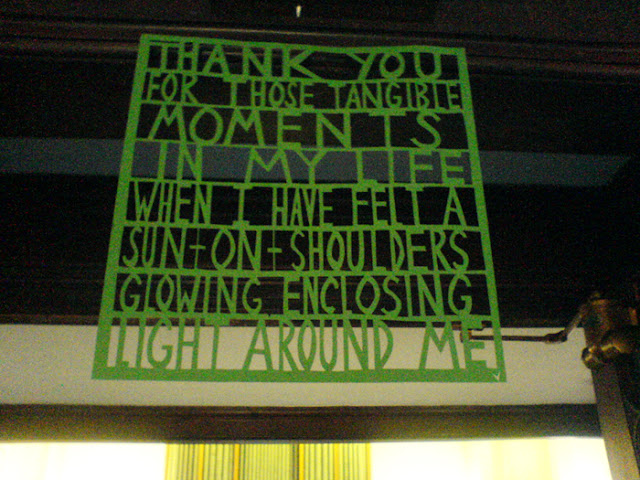 THANK YOU
FOR THOSE TANGIBLE
MOMENTS
IN MY LIFE
WHEN I HAVE FELT A
SUN-ON-SHOULDERS
GLOWING ENCLOSING
LIGHT AROUND ME